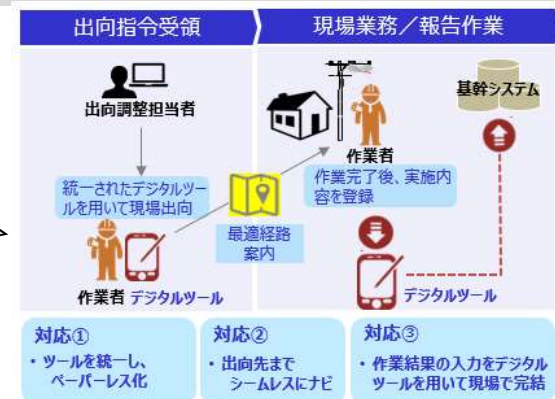 出向指令受領
現場業務／報告作業
出向調整担当者
基幹システム
作業者
統一されたデジタルツー
ルを用いて現場出向
作業完了後、実施内
容を登録
最適経路
案内
作業者 デジタルツール
デジタルツール
対応①
・ ツールを統一し、
ペーパーレス化
対応②
・ 出向先まで
シームレスにナビ
対応③
・ 作業結果の入力をデジタル
ツールを用いて現場で完結